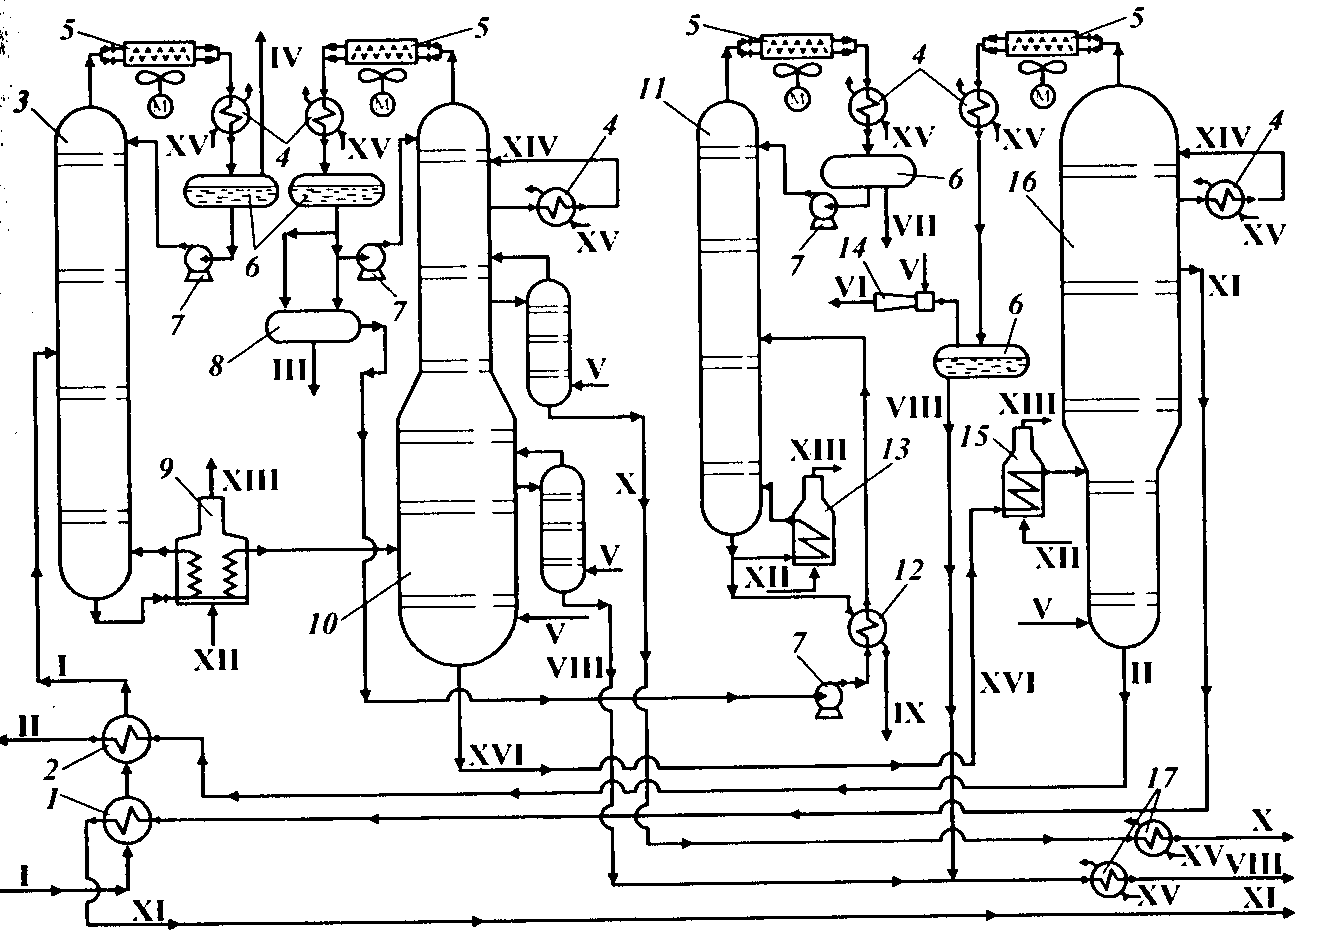 5 5 5 5
IV
3 4 11 4
M M M M
XV 4 XV XV XV
XIV 4 XIV 4
6 16
6 XV VII XV
7 7 7 14 V
VI XI
8 6
III V
VIII XIII
15
9 XIII X XIII 13
V XII
10 XII 12
V V
XII VIII 7 XVI II
I
II IX
2 XVI
1 17
X
XV VIII
I XV XI
XI